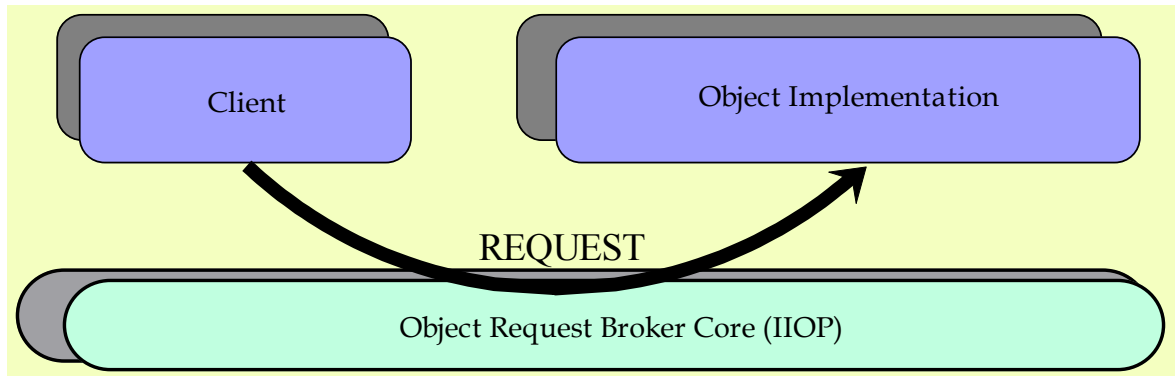 Client
Object Implementation
REQUEST
Object Request Broker Core (IIOP)